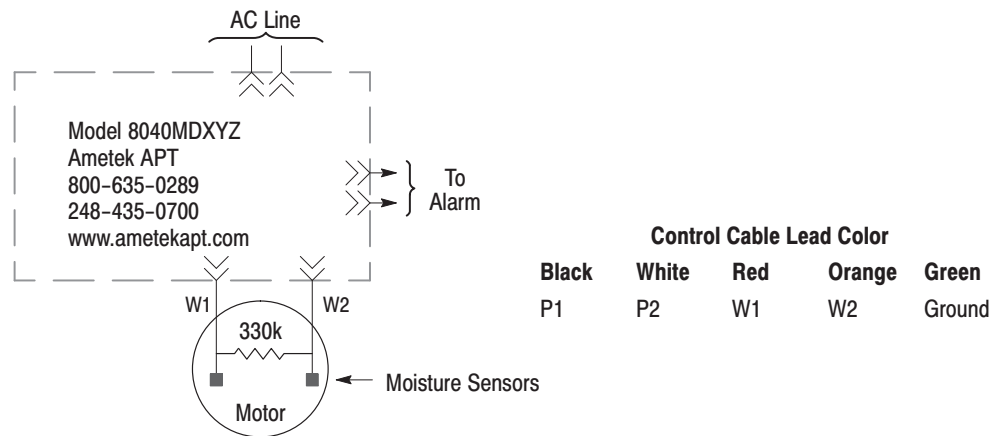 AC Line
Model 8040MDXYZ
Ametek APT
800-635-0289
248-435-0700
www.ametekapt.com
To
Alarm
W1
W2
330k
Moisture Sensors
Motor
Control Cable Lead Color
Black White Red Orange Green
P1 P2 W1 W2 Ground